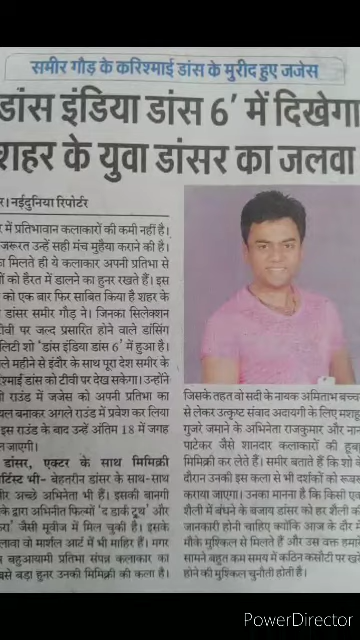 समीर गौड़ के करिश्माई डांस के मुरीद हुए जजेस
डांस इंडिया डांस 6' में दिखेगा
शहर के युवा डांसर का जलवा
नईदुनिया रिपोर्टर
में प्रतिभावान कलाकारों की कमी नहीं है।
जरूरत उन्हें सही मंच मुहैया कराने की है।
मिलते ही ये कलाकार अपनी प्रतिभा से
को हैरत में डालने का हुनर रखते हैं। इस
को एक बार फिर साबित किया है शहर के
डांसर समीर गौड़ ने। जिनका सिलेक्शन
पर जल्द प्रसारित होने वाले डांसिंग
शो 'डांस इंडिया डांस 6' में हुआ है।
महीने से इंदौर के साथ पूरा देश समीर के
डांस को टीवी पर देख सकेगा। उन्होंने
राउंड में जजेस को अपनी प्रतिभा का
बनाकर अगले राउंड में प्रवेश कर लिया
इस राउंड के बाद उन्हें अंतिम 18 में जगह
जाएगी।
डांसर, एक्टर के साथ मिमिक्री
भी- बेहतरीन डांसर के साथ-साथ
अच्छे अभिनेता भी हैं। इसकी बानगी
द्वारा अभिनीत फिल्मों 'द डार्क टूथ' और
जैसी मूवीज में मिल चुकी है। इसके
वो मार्शल आर्ट में भी माहिर हैं। मगर
बहुआयामी प्रतिभा संपन्न कलाकार का
बड़ा हुनर उनकी मिमिक्री की कला है।
जिसके तहत वो सदी के नायक अमिताभ बच्चन
से लेकर उत्कृष्ट संवाद अदायगी के लिए मशहूर
गुजरे जमाने के अभिनेता राजकुमार और नाना
पाटेकर जैसे शानदार कलाकारों की हूबहू
मिमिक्री कर लेते हैं। समीर बताते हैं कि शो के
दौरान उनकी इस कला से भी दर्शकों को रूबरू
कराया जाएगा। उनका मानना है कि किसी एक
शैली में बंधने के बजाय डांसर को हर शैली की
जानकारी होनी चाहिए क्योंकि आज के दौर में
मौके मुश्किल से मिलते हैं और उस वक्त हमारे
सामने बहुत कम समय में कठिन कसौटी पर खरे
होने की मुश्किल चुनौती होती है।
PowerDirector